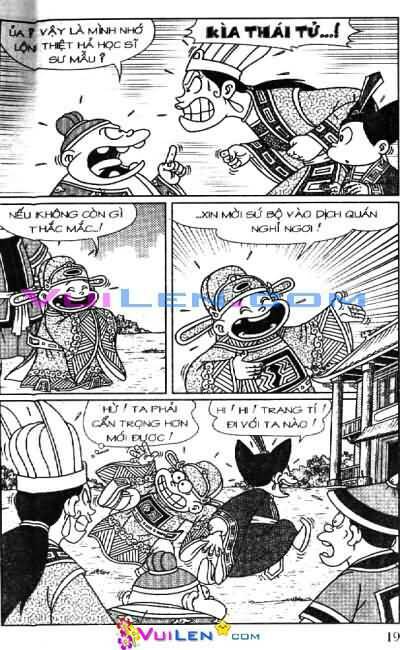 ỦA ? VẬY LÀ MÌNH NHỚ
LỘN THIỆT HẢ HỌC SĨ
SƯ MẪU ?
KÌA THÁI TỬ...!
NẾU KHÔNG CÒN GÌ
THẮC MẮC...!
...XIN MỜI SỨ BỘ VÀO DỊCH QUÁN
NGHỈ NGƠI !
VUILEN.COM
HỪ ! TA PHẢI
CẨN TRỌNG HƠN
MỚI ĐƯỢC !
HI ! HI ! TRẠNG TÍ
ĐI VỚI TA NÀO !
19
VUILEN.COM